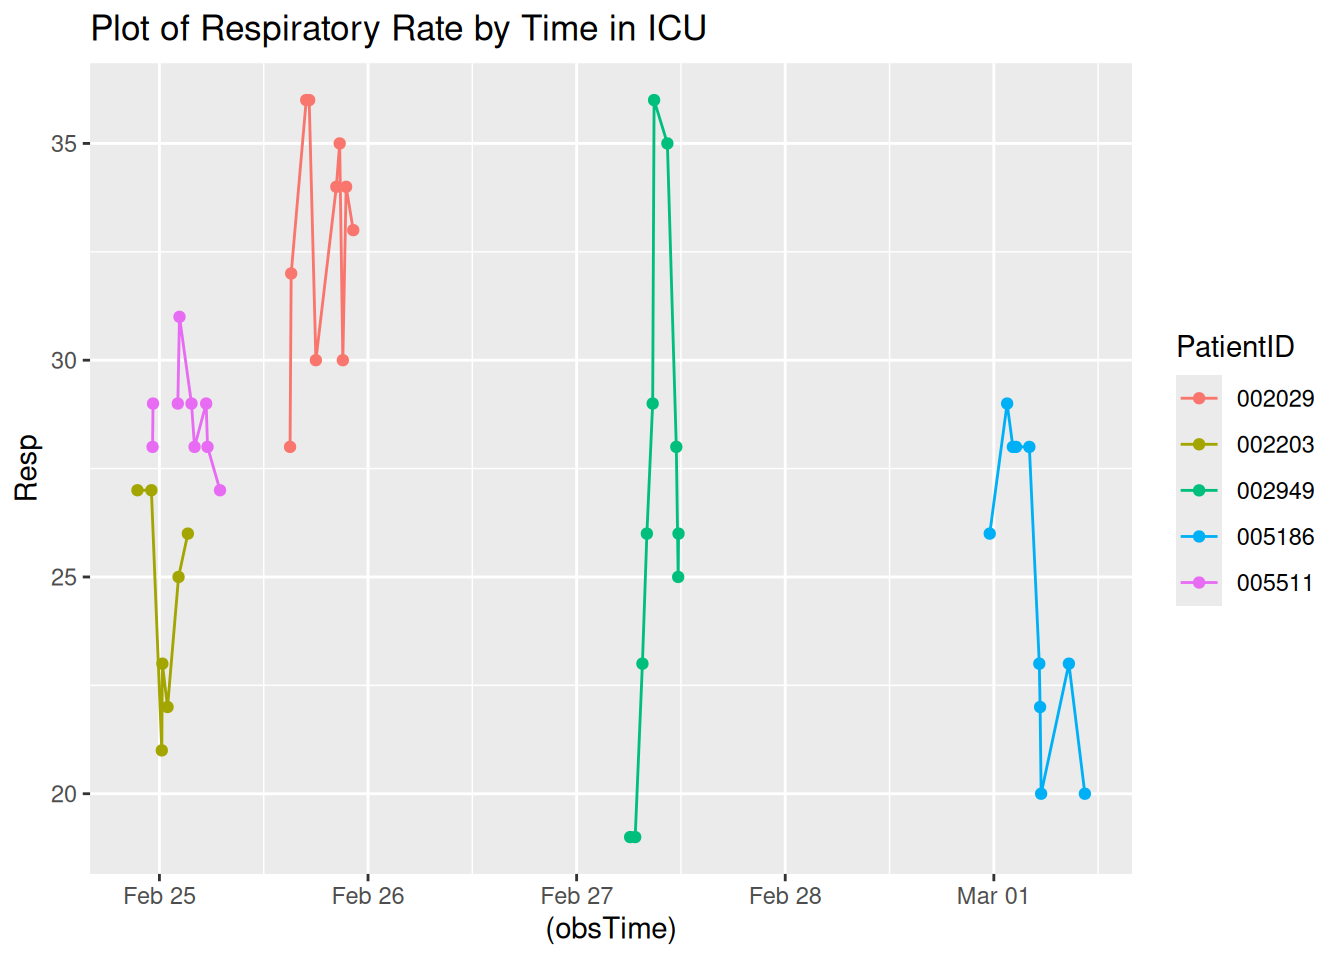 Plot of Respiratory Rate by Time in ICU
35
30
25
20
Resp
Feb 25 Feb 26 Feb 27 Feb 28 Mar 01
(obsTime)
PatientID
002029
002203
002949
005186
005511